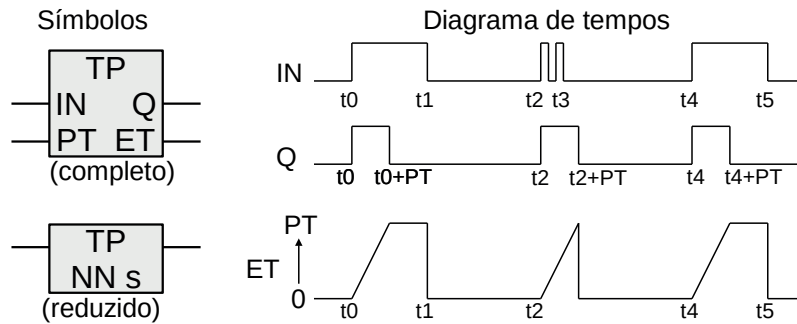 Símbolos
TP
IN Q
PT ET
(completo)
TP
NN s
(reduzido)
Diagrama de tempos
IN
t0 t1 t2 t3 t4 t5
Q
t0 t0+PT t2 t2+PT t4 t4+PT
PT
ET
0
t0 t1 t2 t4 t5